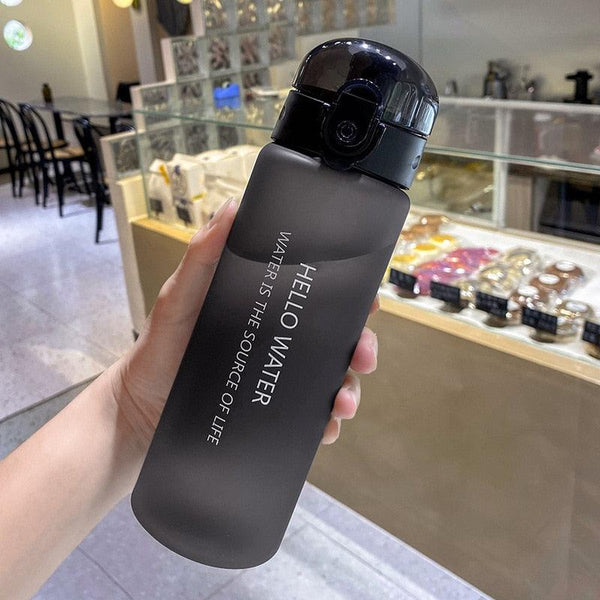 HELLO WATER
WATER IS THE SOURCE OF LIFE